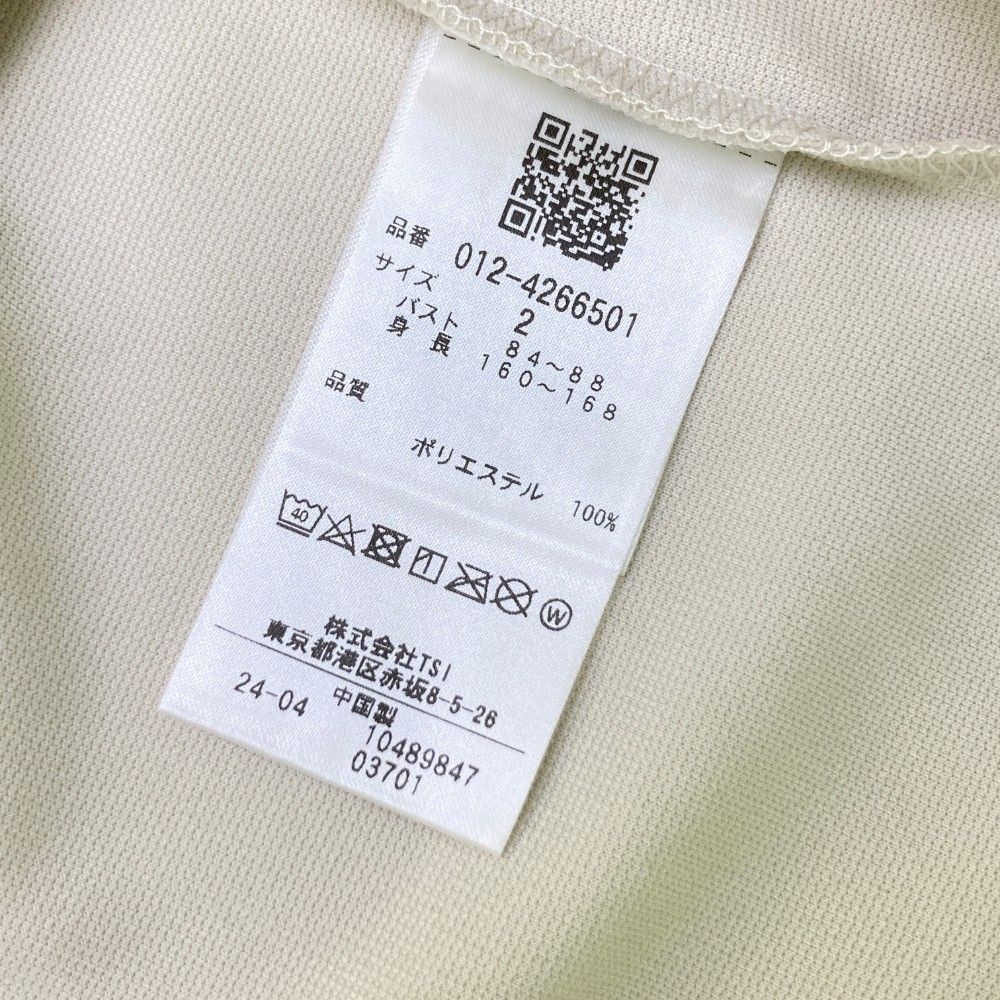 品番 012-4266501
サイズ 2
バスト 84～88
身長 160～168
品質
ポリエステル 100%
40
W
株式会社TSI
東京都港区赤坂8-5-26
24-04 中国製
10489847
03701